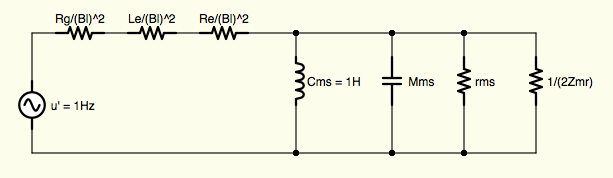 Rg/(Bl)^2 Le/(Bl)^2 Re/(Bl)^2
Cms = 1H Mms rms 1/(2Zmr)
u' = 1Hz